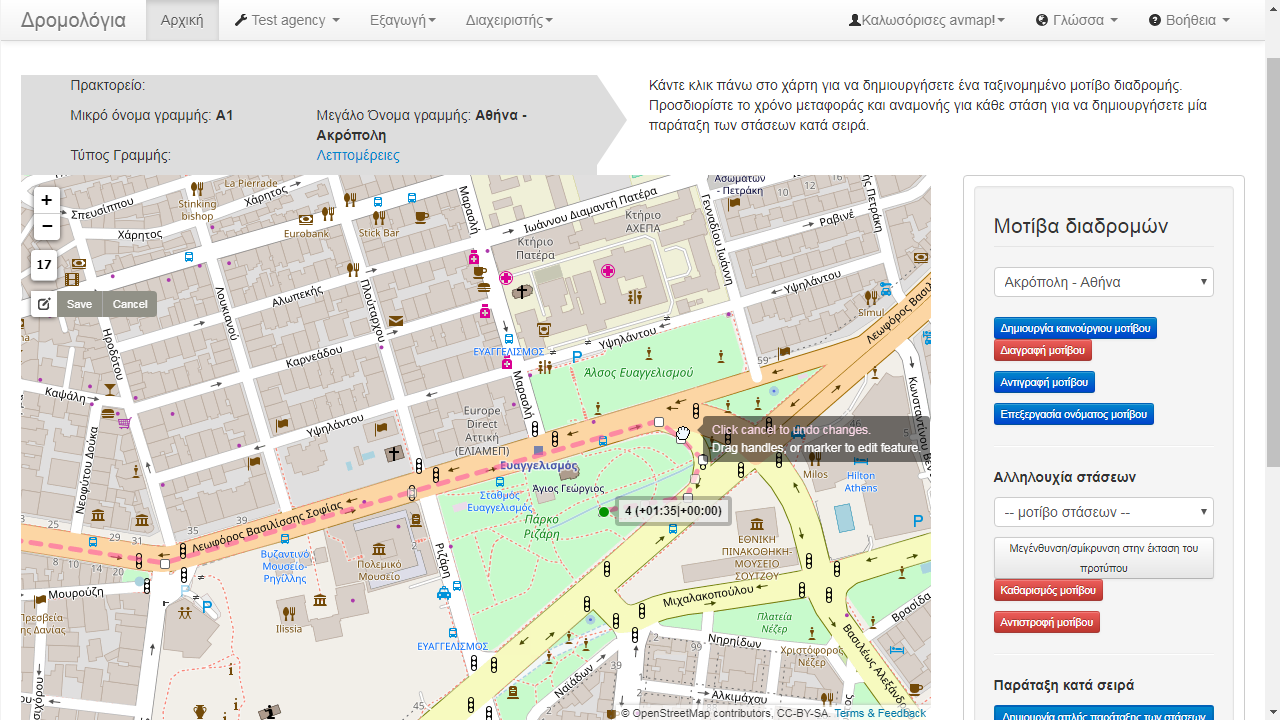 Δρομολόγια Αρχική Test agency Εξαγωγή Διαχειριστής Καλωσόρισες avmap! Γλώσσα Βοήθεια
Πρακτορείο:
Μικρό όνομα γραμμής: A1
Μεγάλο Όνομα γραμμής: Αθήνα -
Ακρόπολη
Τύπος Γραμμής:
Λεπτομέρειες
Κάντε κλικ πάνω στο χάρτη για να δημιουργήσετε ένα ταξινομημένο μοτίβο διαδρομής.
Προσδιορίστε το χρόνο μεταφοράς και αναμονής για κάθε στάση για να δημιουργήσετε μία
παράταξη των στάσεων κατά σειρά.
+
−
17
Save Cancel
La Pierrade
Σπευσίππου
Χάρητος
Stinking
bishop
Χάρητος
Eurobank
Stick Bar
Μαρασλή
Ιωάννου Διαμαντή Πατέρα
Κτήριο
Πατέρα
Κτήριο
ΑΧΕΠΑ
Γενναδίου Ιωάννη
Ασωμάτων
- Πετράκη
Ραβινέ
Υψηλάντου
Λουκιανού
Αλωπεκής
Πλουτάρχου
Ηροδότου
Καρνεάδου
Καψάλη
Υψηλάντου
Νεοφύτου Δούκα
ΕΥΑΓΓΕΛΙΣΜΟΣ
Μαρασλή
Υψηλάντου
Άλσος Ευαγγελισμού
59
Europe
Direct
Αττική
(ΕΛΙΑΜΕΠ)
Ευαγγελισμός
Σταθμός
Ευαγγελισμός
Άγιος Γεώργιος
Πάρκο
Ριζάρη
Click cancel to undo changes.
Drag handles, or marker to edit feature.
4 (+01:35|+00:00)
Milos
Hilton
Athens
Λεωφόρος Βασιλίσσης Σοφίας
Βυζαντινό
Μουσείο-
Ρηγίλλης
Πολεμικό
Μουσείο
Ριζάρη
ΕΘΝΙΚΗ
ΠΙΝΑΚΟΘΗΚΗ-
ΜΟΥΣΕΙΟ
ΣΟΥΤΖΟΥ
Μιχαλακοπούλου
Μουρούζη
Πρεσβεία
της Δανίας
Ilissia
ΕΥΑΓΓΕΛΙΣΜΟΣ
Πλατεία
Νέζερ
Νηρηίδων
Χριστόφορος
Νέζερ
Ναϊάδων
Αλκιμάχου
© OpenStreetMap contributors, CC-BY-SA. Terms & Feedback
Μοτίβα διαδρομών
Ακρόπολη - Αθήνα
Δημιουργία καινούργιου μοτίβου
Διαγραφή μοτίβου
Αντιγραφή μοτίβου
Επεξεργασία ονόματος μοτίβου
Αλληλουχία στάσεων
-- μοτίβο στάσεων --
Μεγένθυνση/σμίκρυνση στην έκταση του
προτύπου
Καθαρισμός μοτίβου
Αντιστροφή μοτίβου
Παράταξη κατά σειρά
Δημιουργία απλής παράταξης των στάσεων